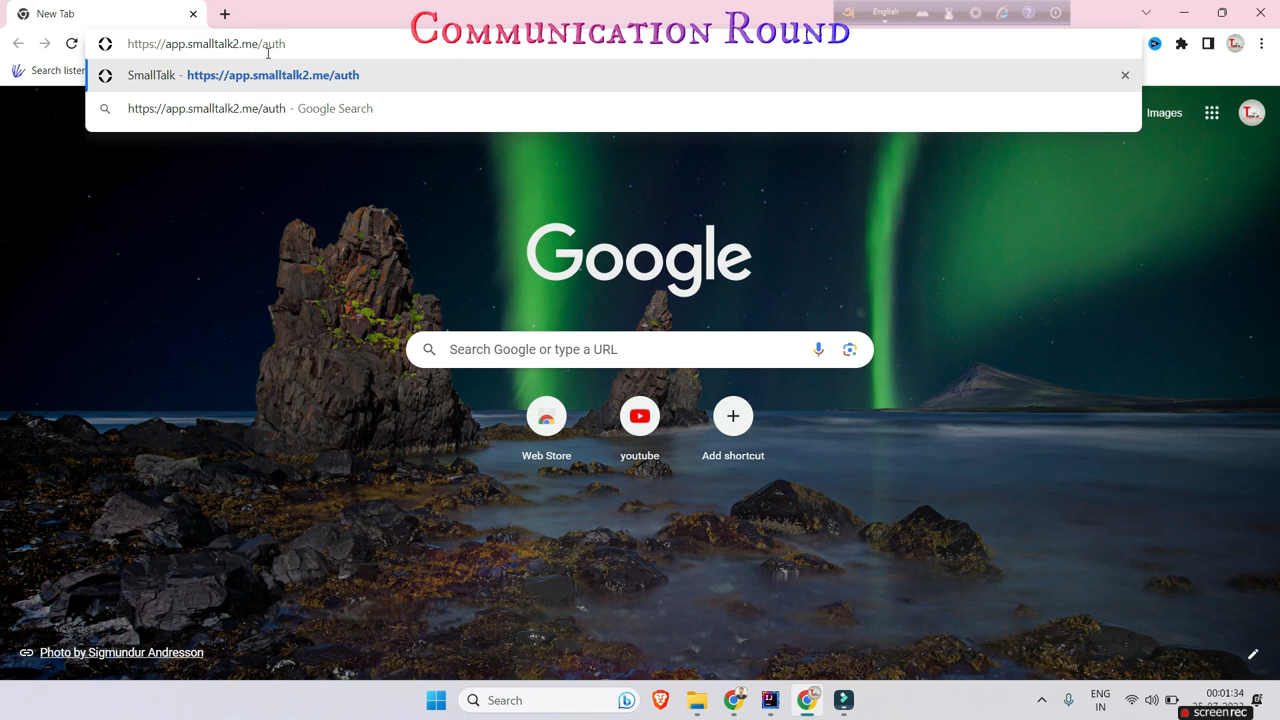 New Tab
English
Communication Round
https://app.smalltalk2.me/auth
SmallTalk - https://app.smalltalk2.me/auth
https://app.smalltalk2.me/auth - Google Search
Search listen
Images
Google
Search Google or type a URL
Web Store
youtube
Add shortcut
Photo by Sigmundur Andresson
Search
ENG
IN
00:01:34
screenrec